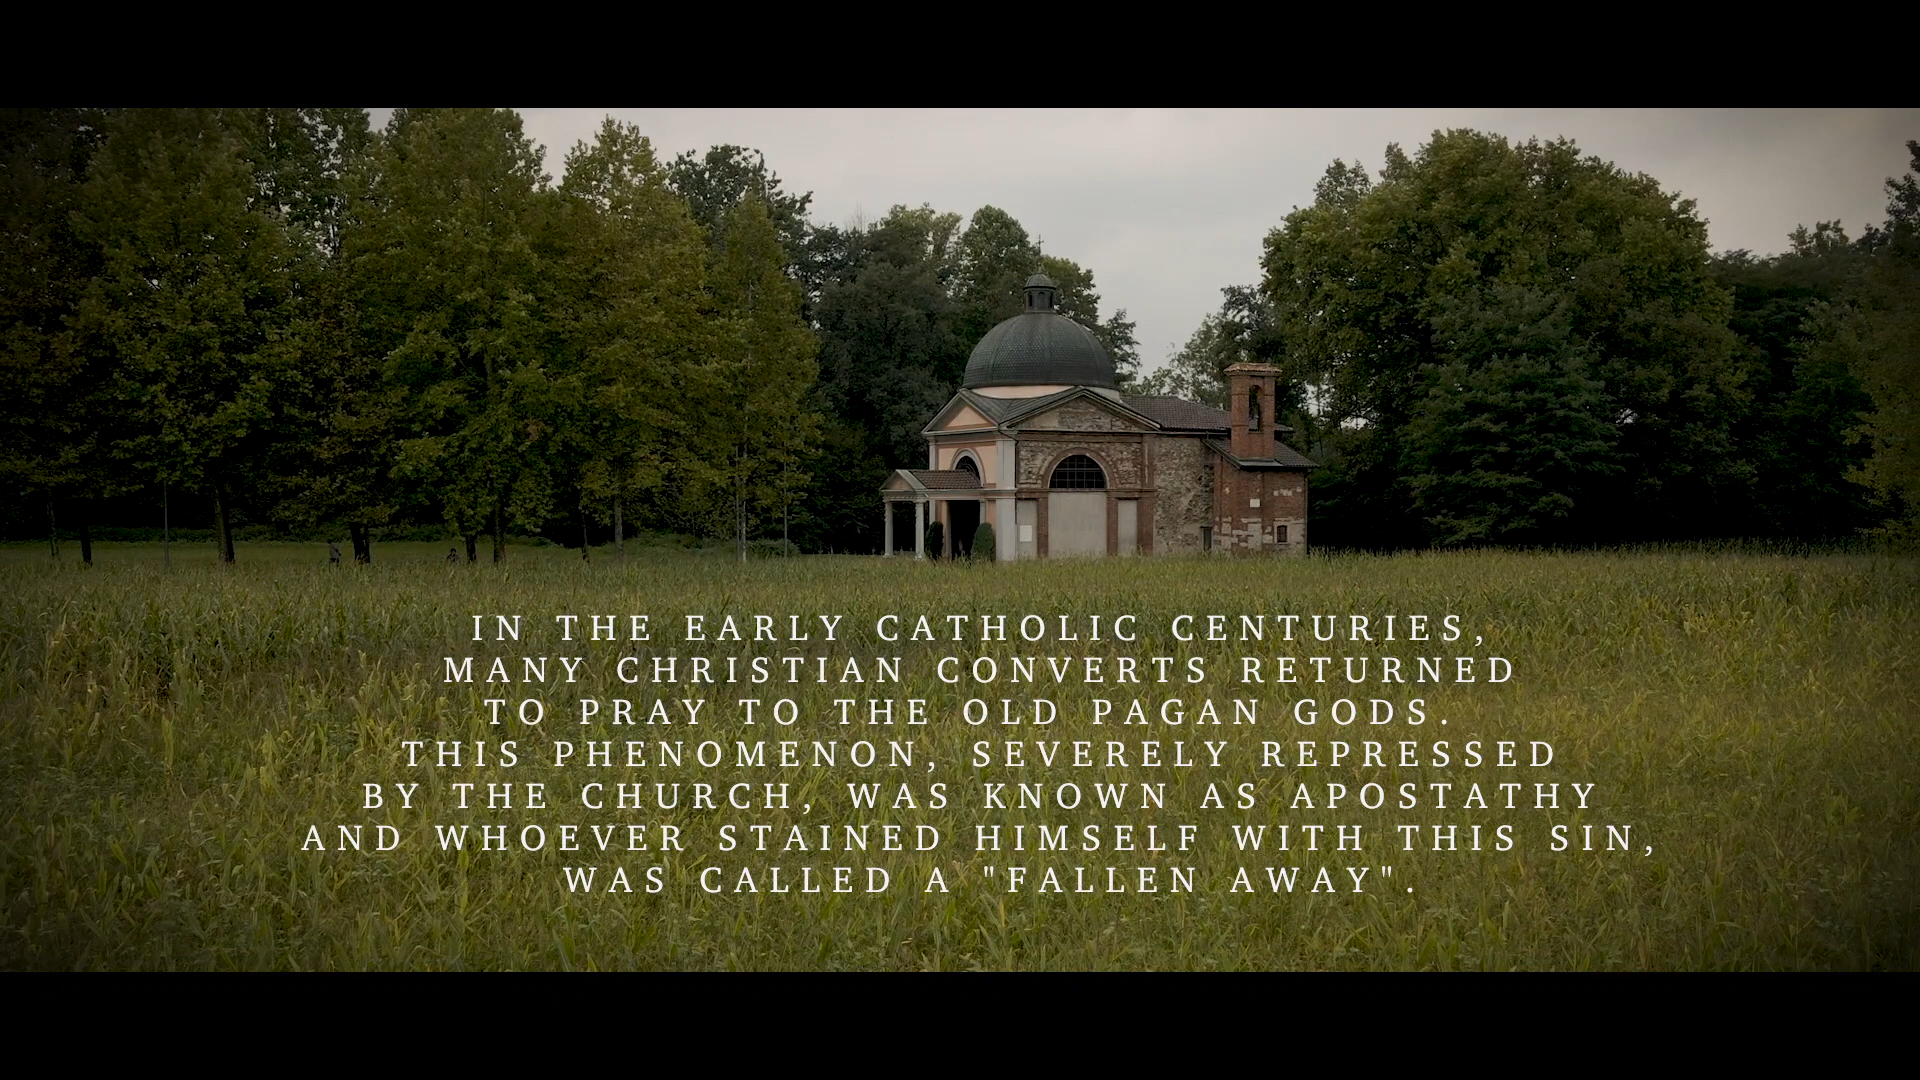 IN THE EARLY CATHOLIC CENTURIES,
MANY CHRISTIAN CONVERTS RETURNED
TO PRAY TO THE OLD PAGAN GODS.
THIS PHENOMENON, SEVERELY REPRESSED
BY THE CHURCH, WAS KNOWN AS APOSTATHY
AND WHOEVER STAINED HIMSELF WITH THIS SIN,
WAS CALLED A "FALLEN AWAY".